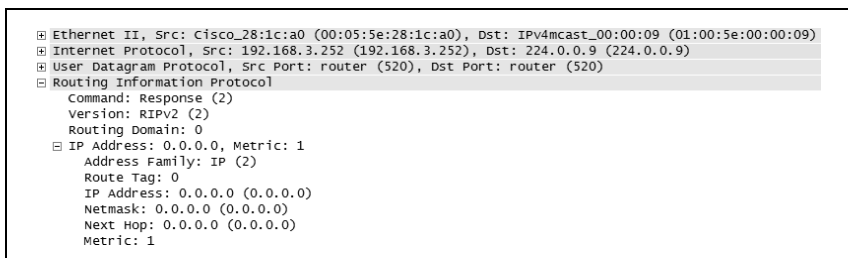 Ethernet II, Src: Cisco_28:1c:a0 (00:05:5e:28:1c:a0), Dst: IPv4mcast_00:00:09 (01:00:5e:00:00:09)
Internet Protocol, Src: 192.168.3.252 (192.168.3.252), Dst: 224.0.0.9 (224.0.0.9)
User Datagram Protocol, Src Port: router (520), Dst Port: router (520)
Routing Information Protocol
Command: Response (2)
Version: RIPv2 (2)
Routing Domain: 0
IP Address: 0.0.0.0, Metric: 1
Address Family: IP (2)
Route Tag: 0
IP Address: 0.0.0.0 (0.0.0.0)
Netmask: 0.0.0.0 (0.0.0.0)
Next Hop: 0.0.0.0 (0.0.0.0)
Metric: 1